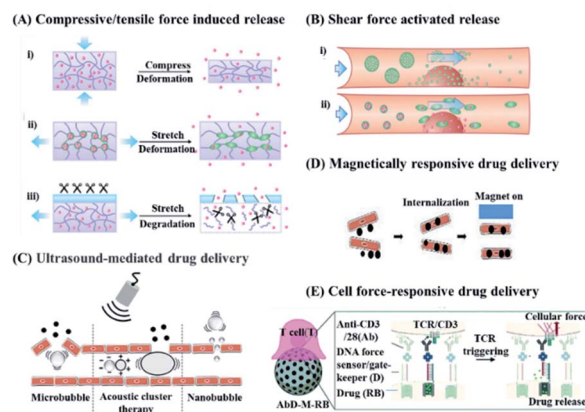 (A) Compressive/tensile force induced release
i)
Compress
Deformation
ii)
Stretch
Deformation
iii)
Stretch
Degradation
(B) Shear force activated release
i)
ii)
(D) Magnetically responsive drug delivery
Internalization
Magnet on
(C) Ultrasound-mediated drug delivery
Microbubble
Acoustic cluster
therapy
Nanobubble
(E) Cell force-responsive drug delivery
T cell(T)
AbD-M-RB
Anti-CD3
/28(Ab)
DNA force
sensor/gate-
keeper (D)
Drug (RB)
TCR/CD3
TCR
triggering
Cellular force
Drug release